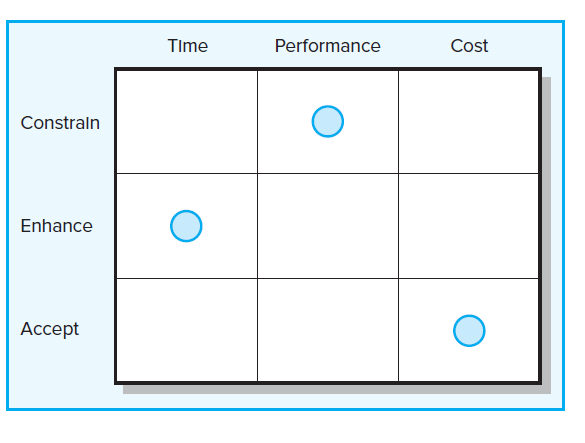 Time Performance Cost
Constrain
Enhance
Accept